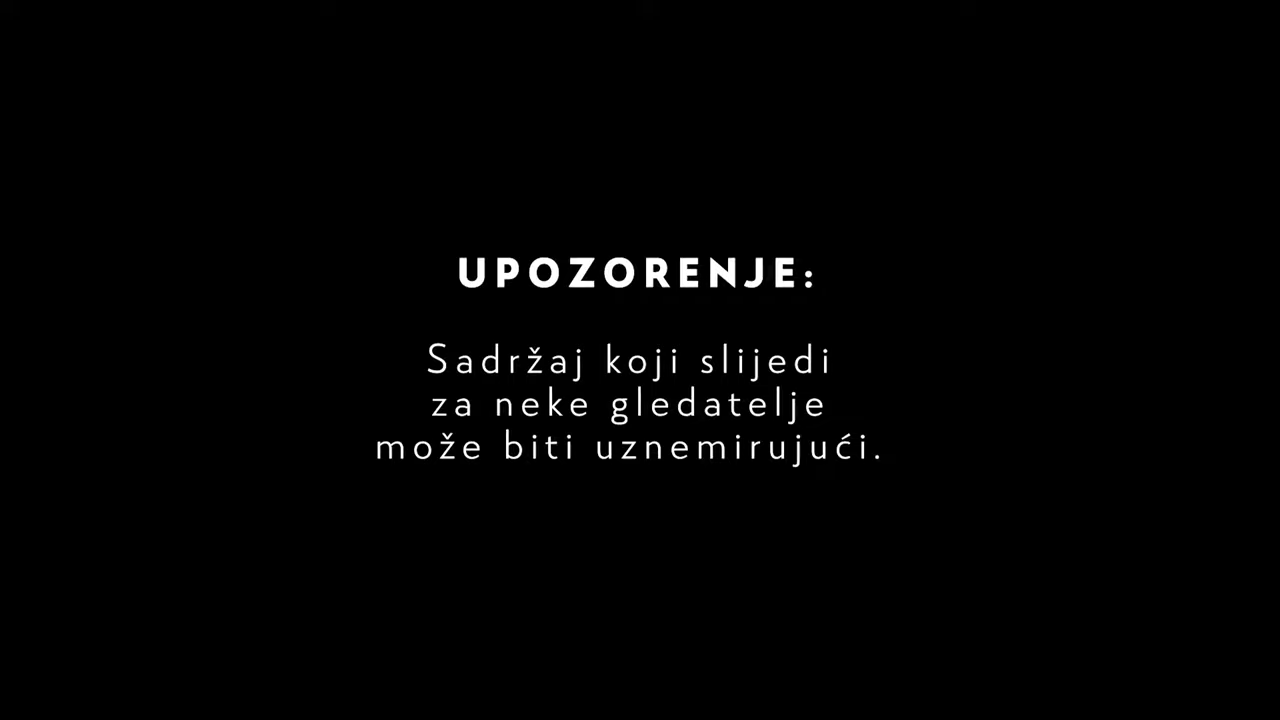 UPOZORENJE:
Sadržaj koji slijedi
za neke gledatelje
može biti uznemirujući.